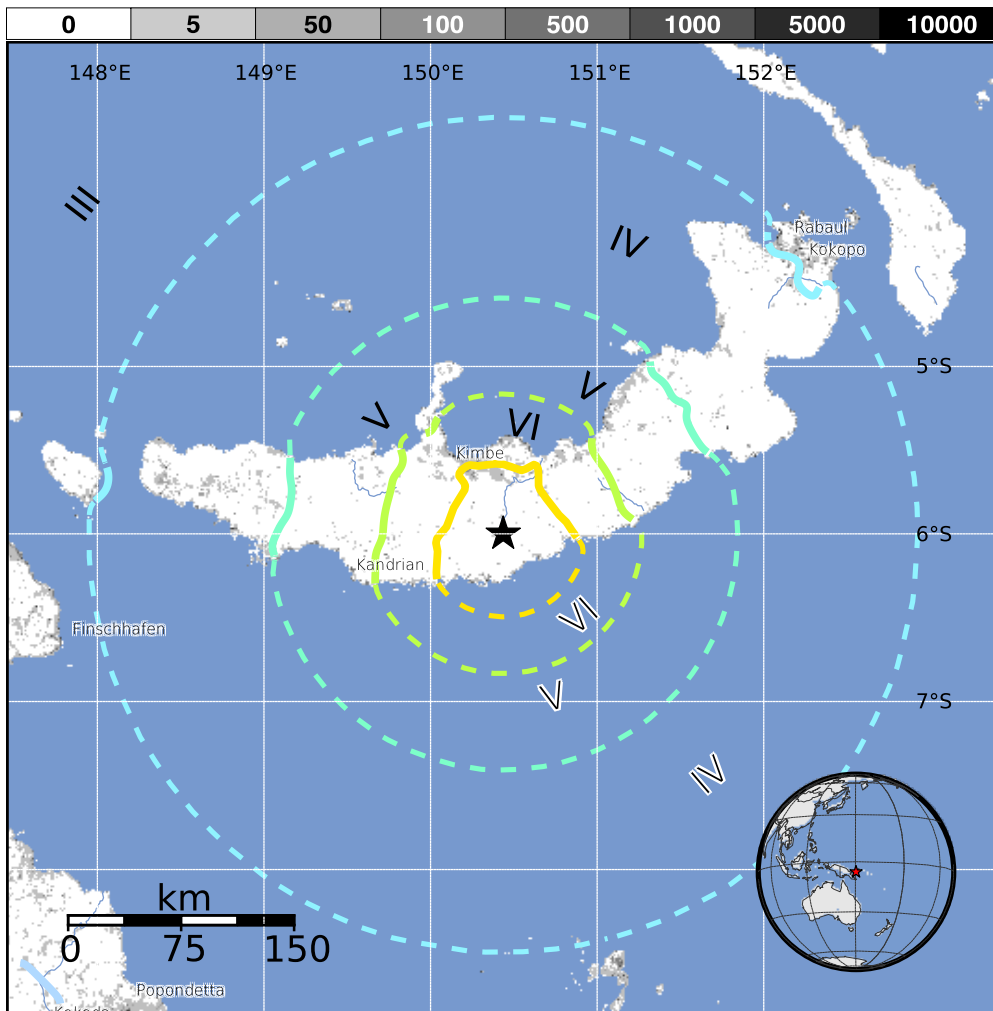 0 5 50 100 500 1000 5000 10000
148°E 149°E 150°E 151°E 152°E
III
IV
Rabaul
Kokopo
5°S
V
V
VI
Kimbe
6°S
Kandrian
VI
Finschhafen
V
7°S
IV
km
0 75 150
Popondetta